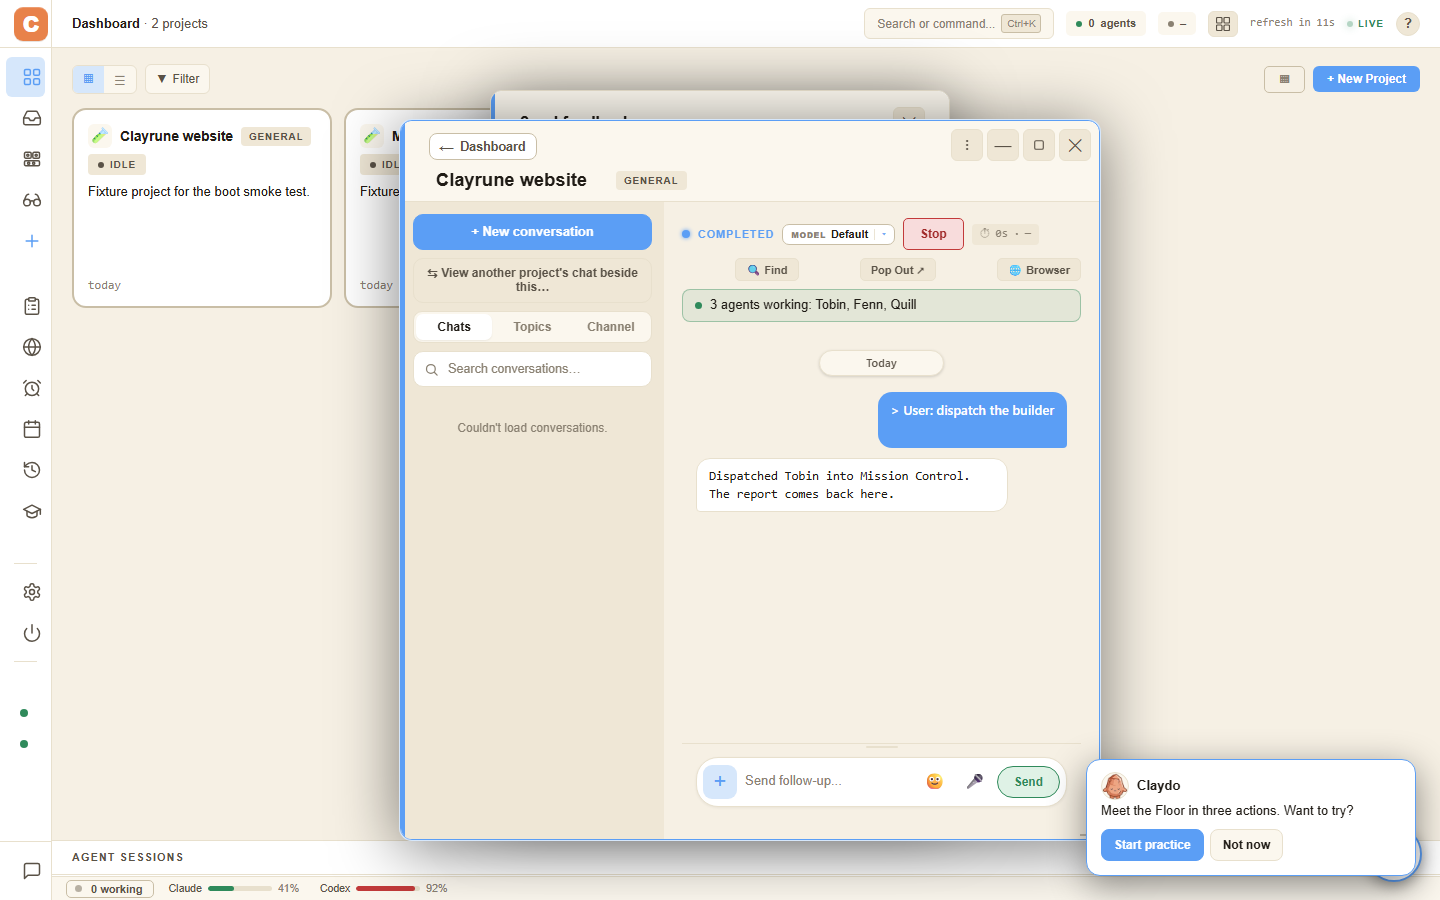 C
Dashboard · 2 projects
Search or command... Ctrl+K
0 agents
–
refresh in 11s
LIVE
?
Filter
+ New Project
Clayrune website GENERAL
IDLE
Fixture project for the boot smoke test.
today
today
← Dashboard
Clayrune website GENERAL
+ New conversation
View another project's chat beside
this...
Chats Topics Channel
Search conversations...
Couldn't load conversations.
COMPLETED MODEL Default Stop 0s · —
Find Pop Out ↗ Browser
3 agents working: Tobin, Fenn, Quill
Today
> User: dispatch the builder
Dispatched Tobin into Mission Control.
The report comes back here.
+ Send follow-up... Send
Claydo
Meet the Floor in three actions. Want to try?
Start practice Not now
AGENT SESSIONS
0 working Claude 41% Codex 92%